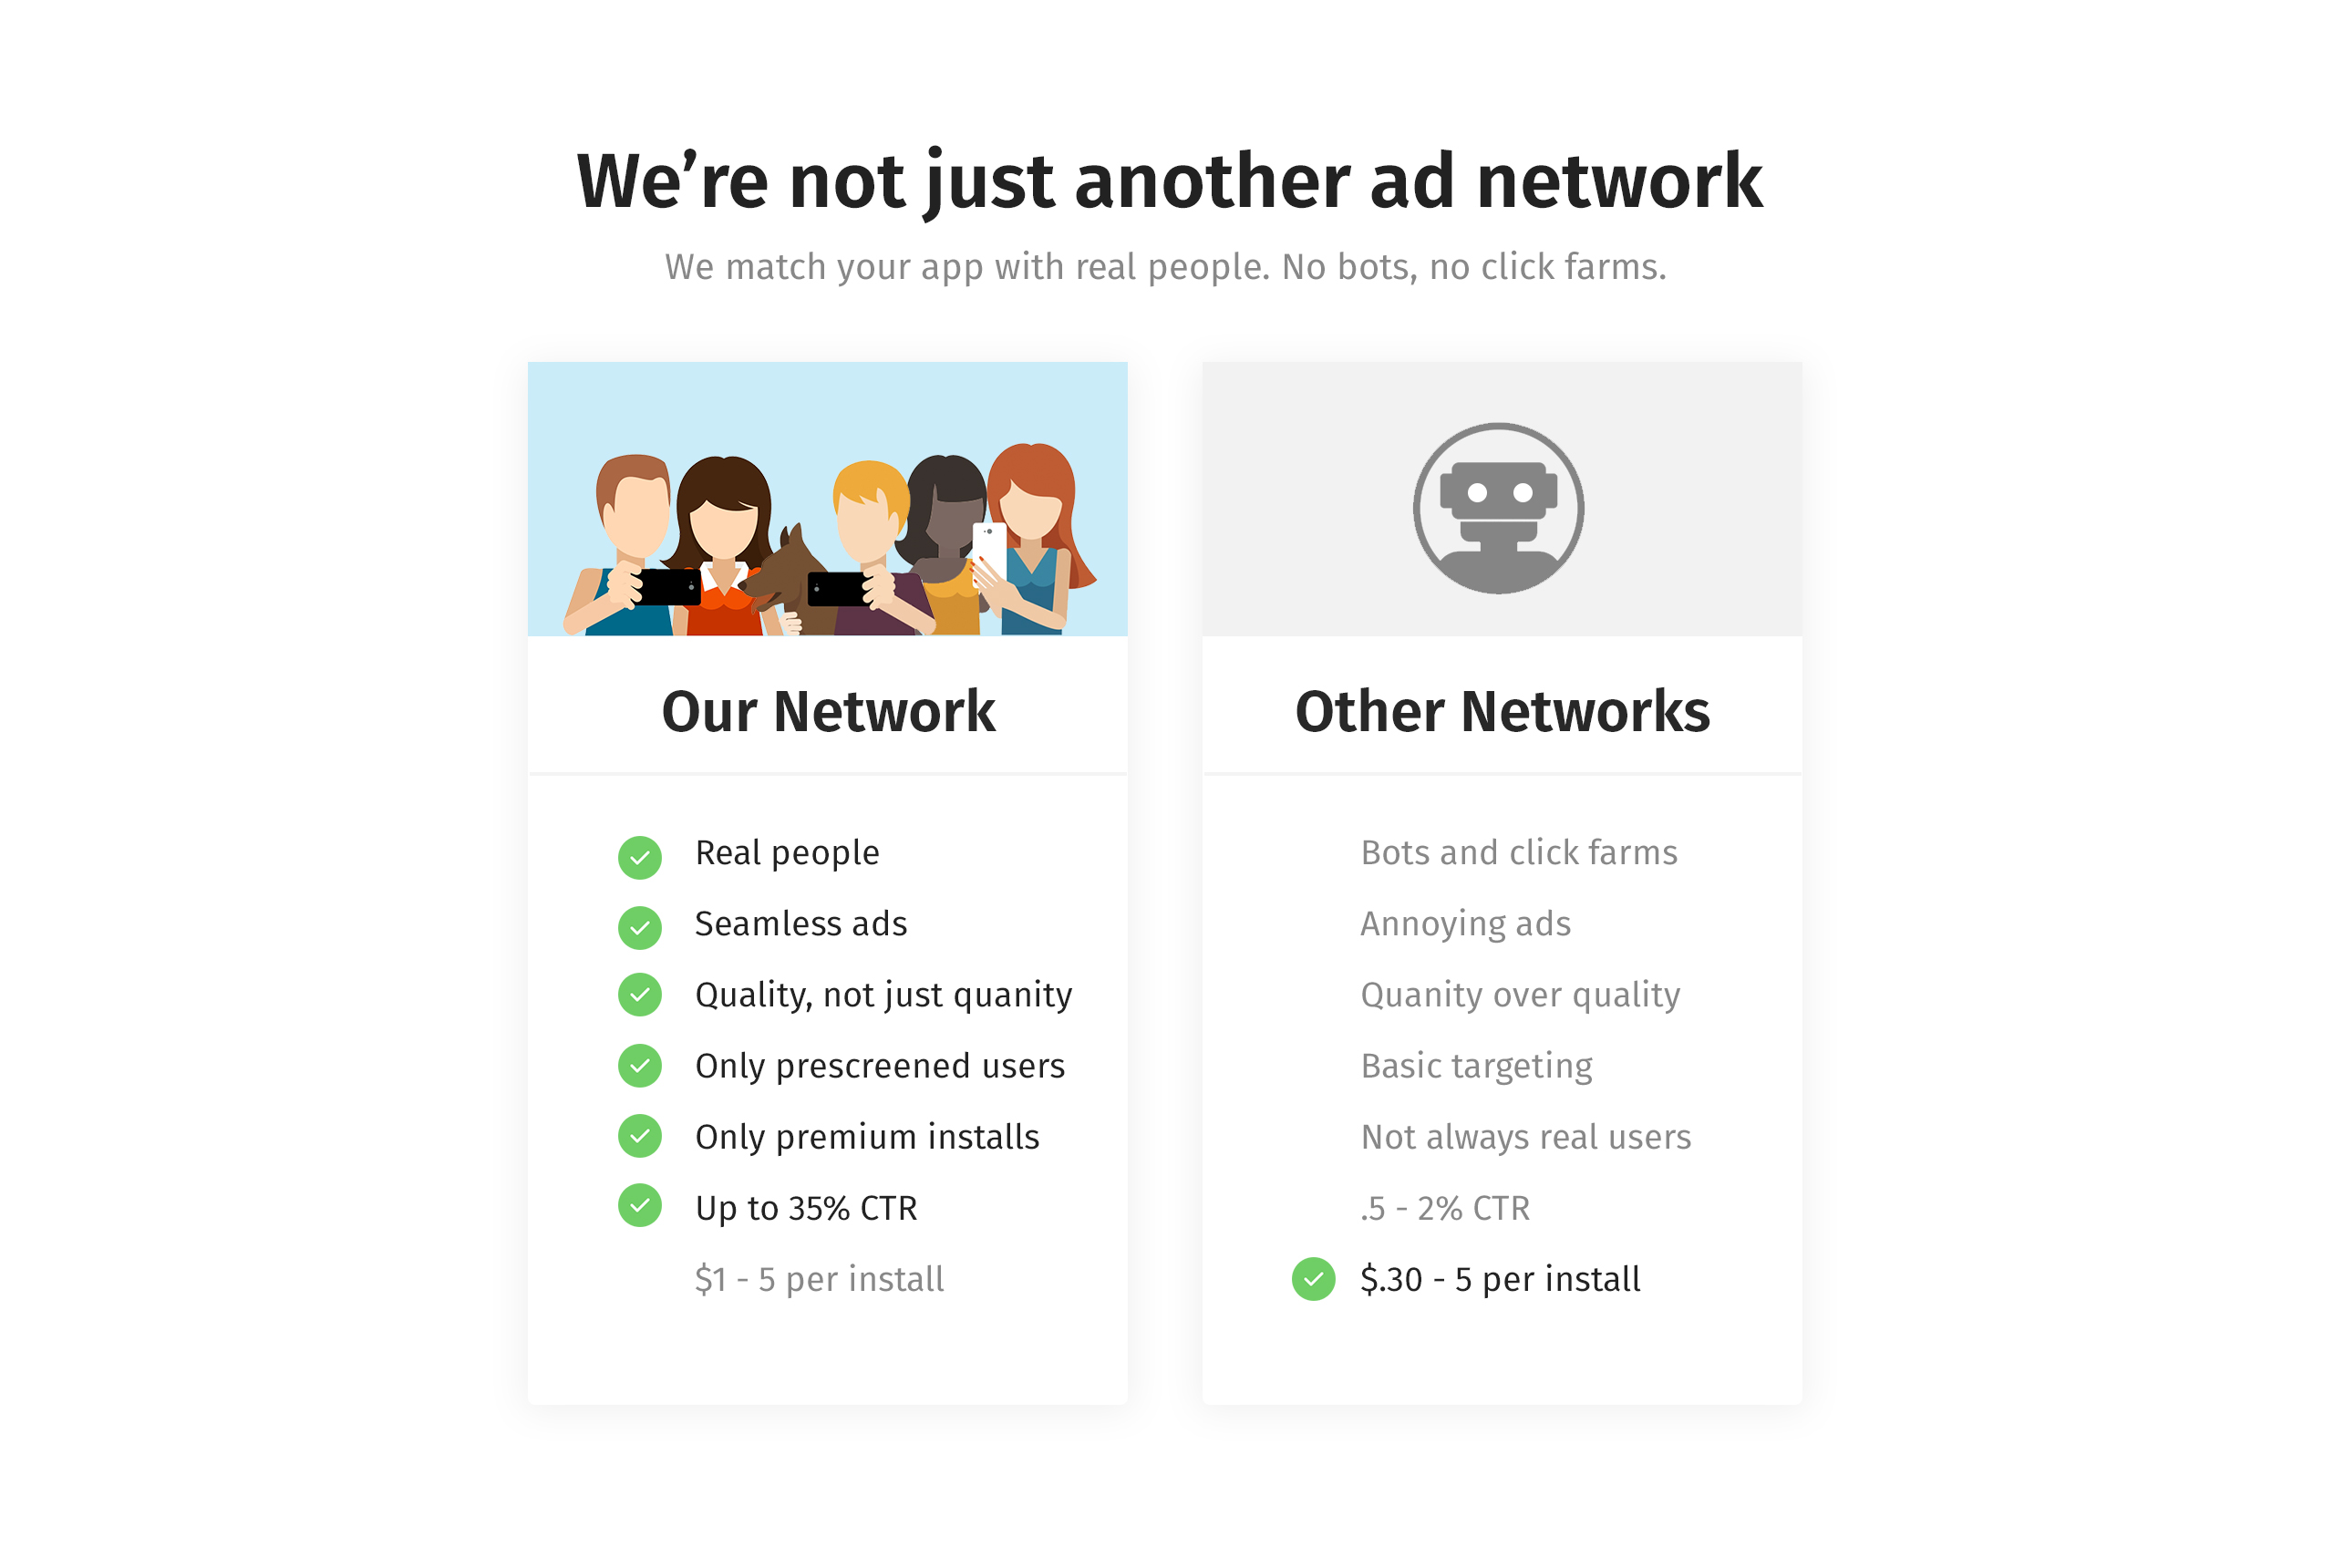 We’re not just another ad network
We match your app with real people. No bots, no click farms.
Our Network
Real people
Seamless ads
Quality, not just quanity
Only prescreened users
Only premium installs
Up to 35% CTR
$1 - 5 per install
Other Networks
Bots and click farms
Annoying ads
Quanity over quality
Basic targeting
Not always real users
.5 - 2% CTR
$.30 - 5 per install